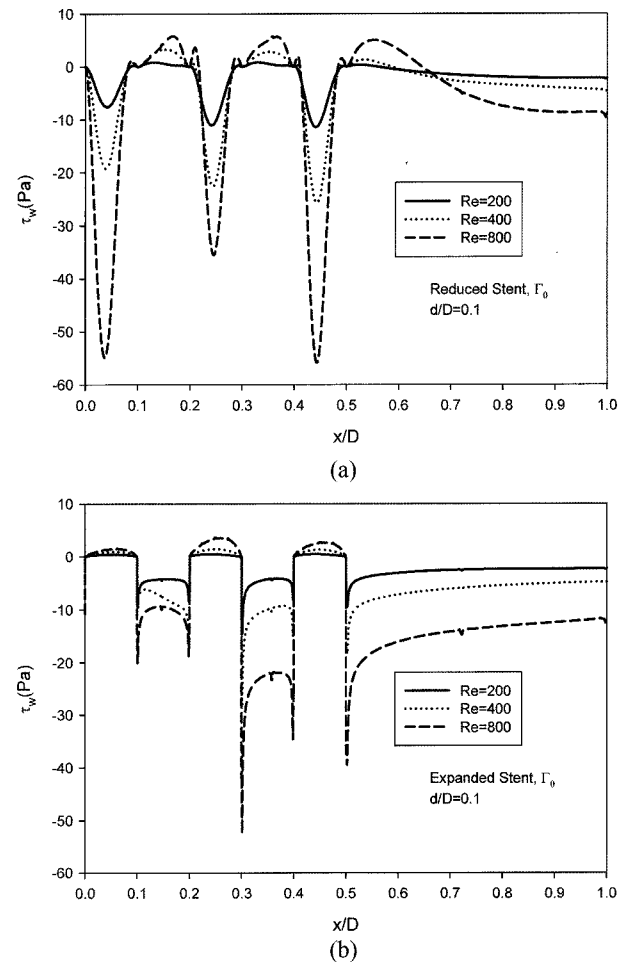 10
0
-10
-20
-30
-40
-50
-60
τw(Pa)
Re=200
Re=400
Re=800
Reduced Stent, Γ0
d/D=0.1
0.0 0.1 0.2 0.3 0.4 0.5 0.6 0.7 0.8 0.9 1.0
x/D
(a)
10
0
-10
-20
-30
-40
-50
-60
τw(Pa)
Re=200
Re=400
Re=800
Expanded Stent, Γ0
d/D=0.1
0.0 0.1 0.2 0.3 0.4 0.5 0.6 0.7 0.8 0.9 1.0
x/D
(b)